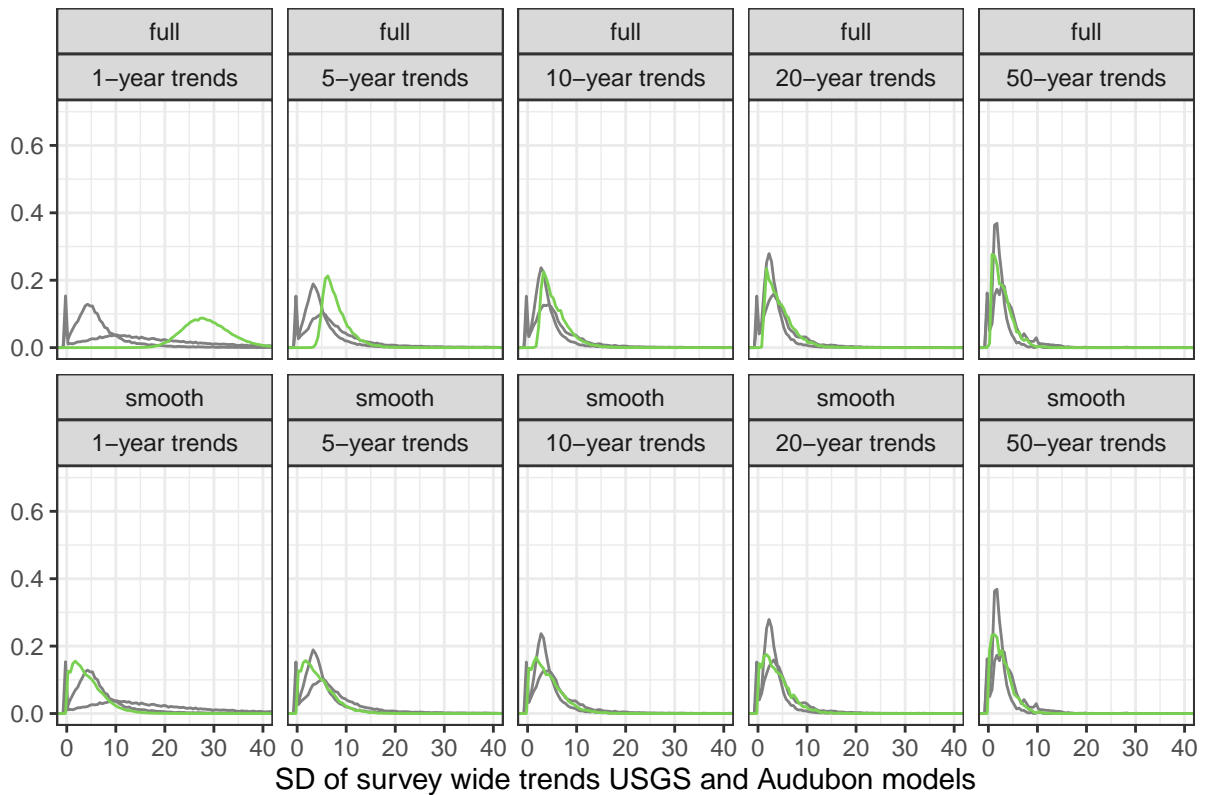 full full full full full
1−year trends 5−year trends 10−year trends 20−year trends 50−year trends
0.6
0.4
0.2
0.0
smooth smooth smooth smooth smooth
1−year trends 5−year trends 10−year trends 20−year trends 50−year trends
0.6
0.4
0.2
0.0
0 10 20 30 40 0 10 20 30 40 0 10 20 30 40 0 10 20 30 40 0 10 20 30 40
SD of survey wide trends USGS and Audubon models